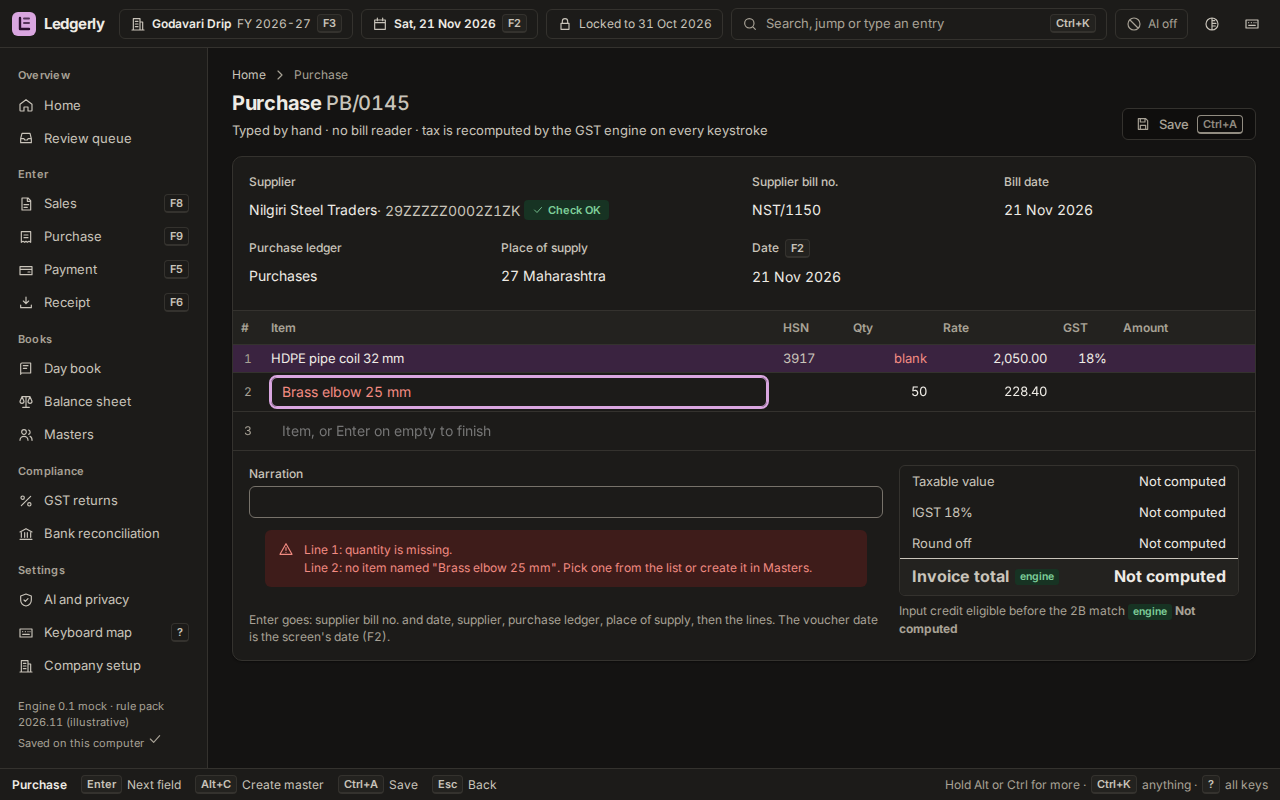 Ledgerly
Godavari Drip FY 2026-27 F3
Sat, 21 Nov 2026 F2
Locked to 31 Oct 2026
Search, jump or type an entry Ctrl+K
AI off
Overview
Home
Review queue
Enter
Sales F8
Purchase F9
Payment F5
Receipt F6
Books
Day book
Balance sheet
Masters
Compliance
GST returns
Bank reconciliation
Settings
AI and privacy
Keyboard map ?
Company setup
Engine 0.1 mock · rule pack
2026.11 (illustrative)
Saved on this computer
Home Purchase
Purchase PB/0145
Typed by hand · no bill reader · tax is recomputed by the GST engine on every keystroke
Save Ctrl+A
Supplier Supplier bill no. Bill date
Nilgiri Steel Traders· 29ZZZZZ0002Z1ZK Check OK NST/1150 21 Nov 2026
Purchase ledger Place of supply Date F2
Purchases 27 Maharashtra 21 Nov 2026
# Item HSN Qty Rate GST Amount
1 HDPE pipe coil 32 mm 3917 blank 2,050.00 18%
2 Brass elbow 25 mm 50 228.40
3 Item, or Enter on empty to finish
Narration
Line 1: quantity is missing.
Line 2: no item named "Brass elbow 25 mm". Pick one from the list or create it in Masters.
Enter goes: supplier bill no. and date, supplier, purchase ledger, place of supply, then the lines. The voucher date
is the screen's date (F2).
Taxable value Not computed
IGST 18% Not computed
Round off Not computed
Invoice total engine Not computed
Input credit eligible before the 2B match engine Not
computed
Purchase Enter Next field Alt+C Create master Ctrl+A Save Esc Back
Hold Alt or Ctrl for more · Ctrl+K anything · ? all keys